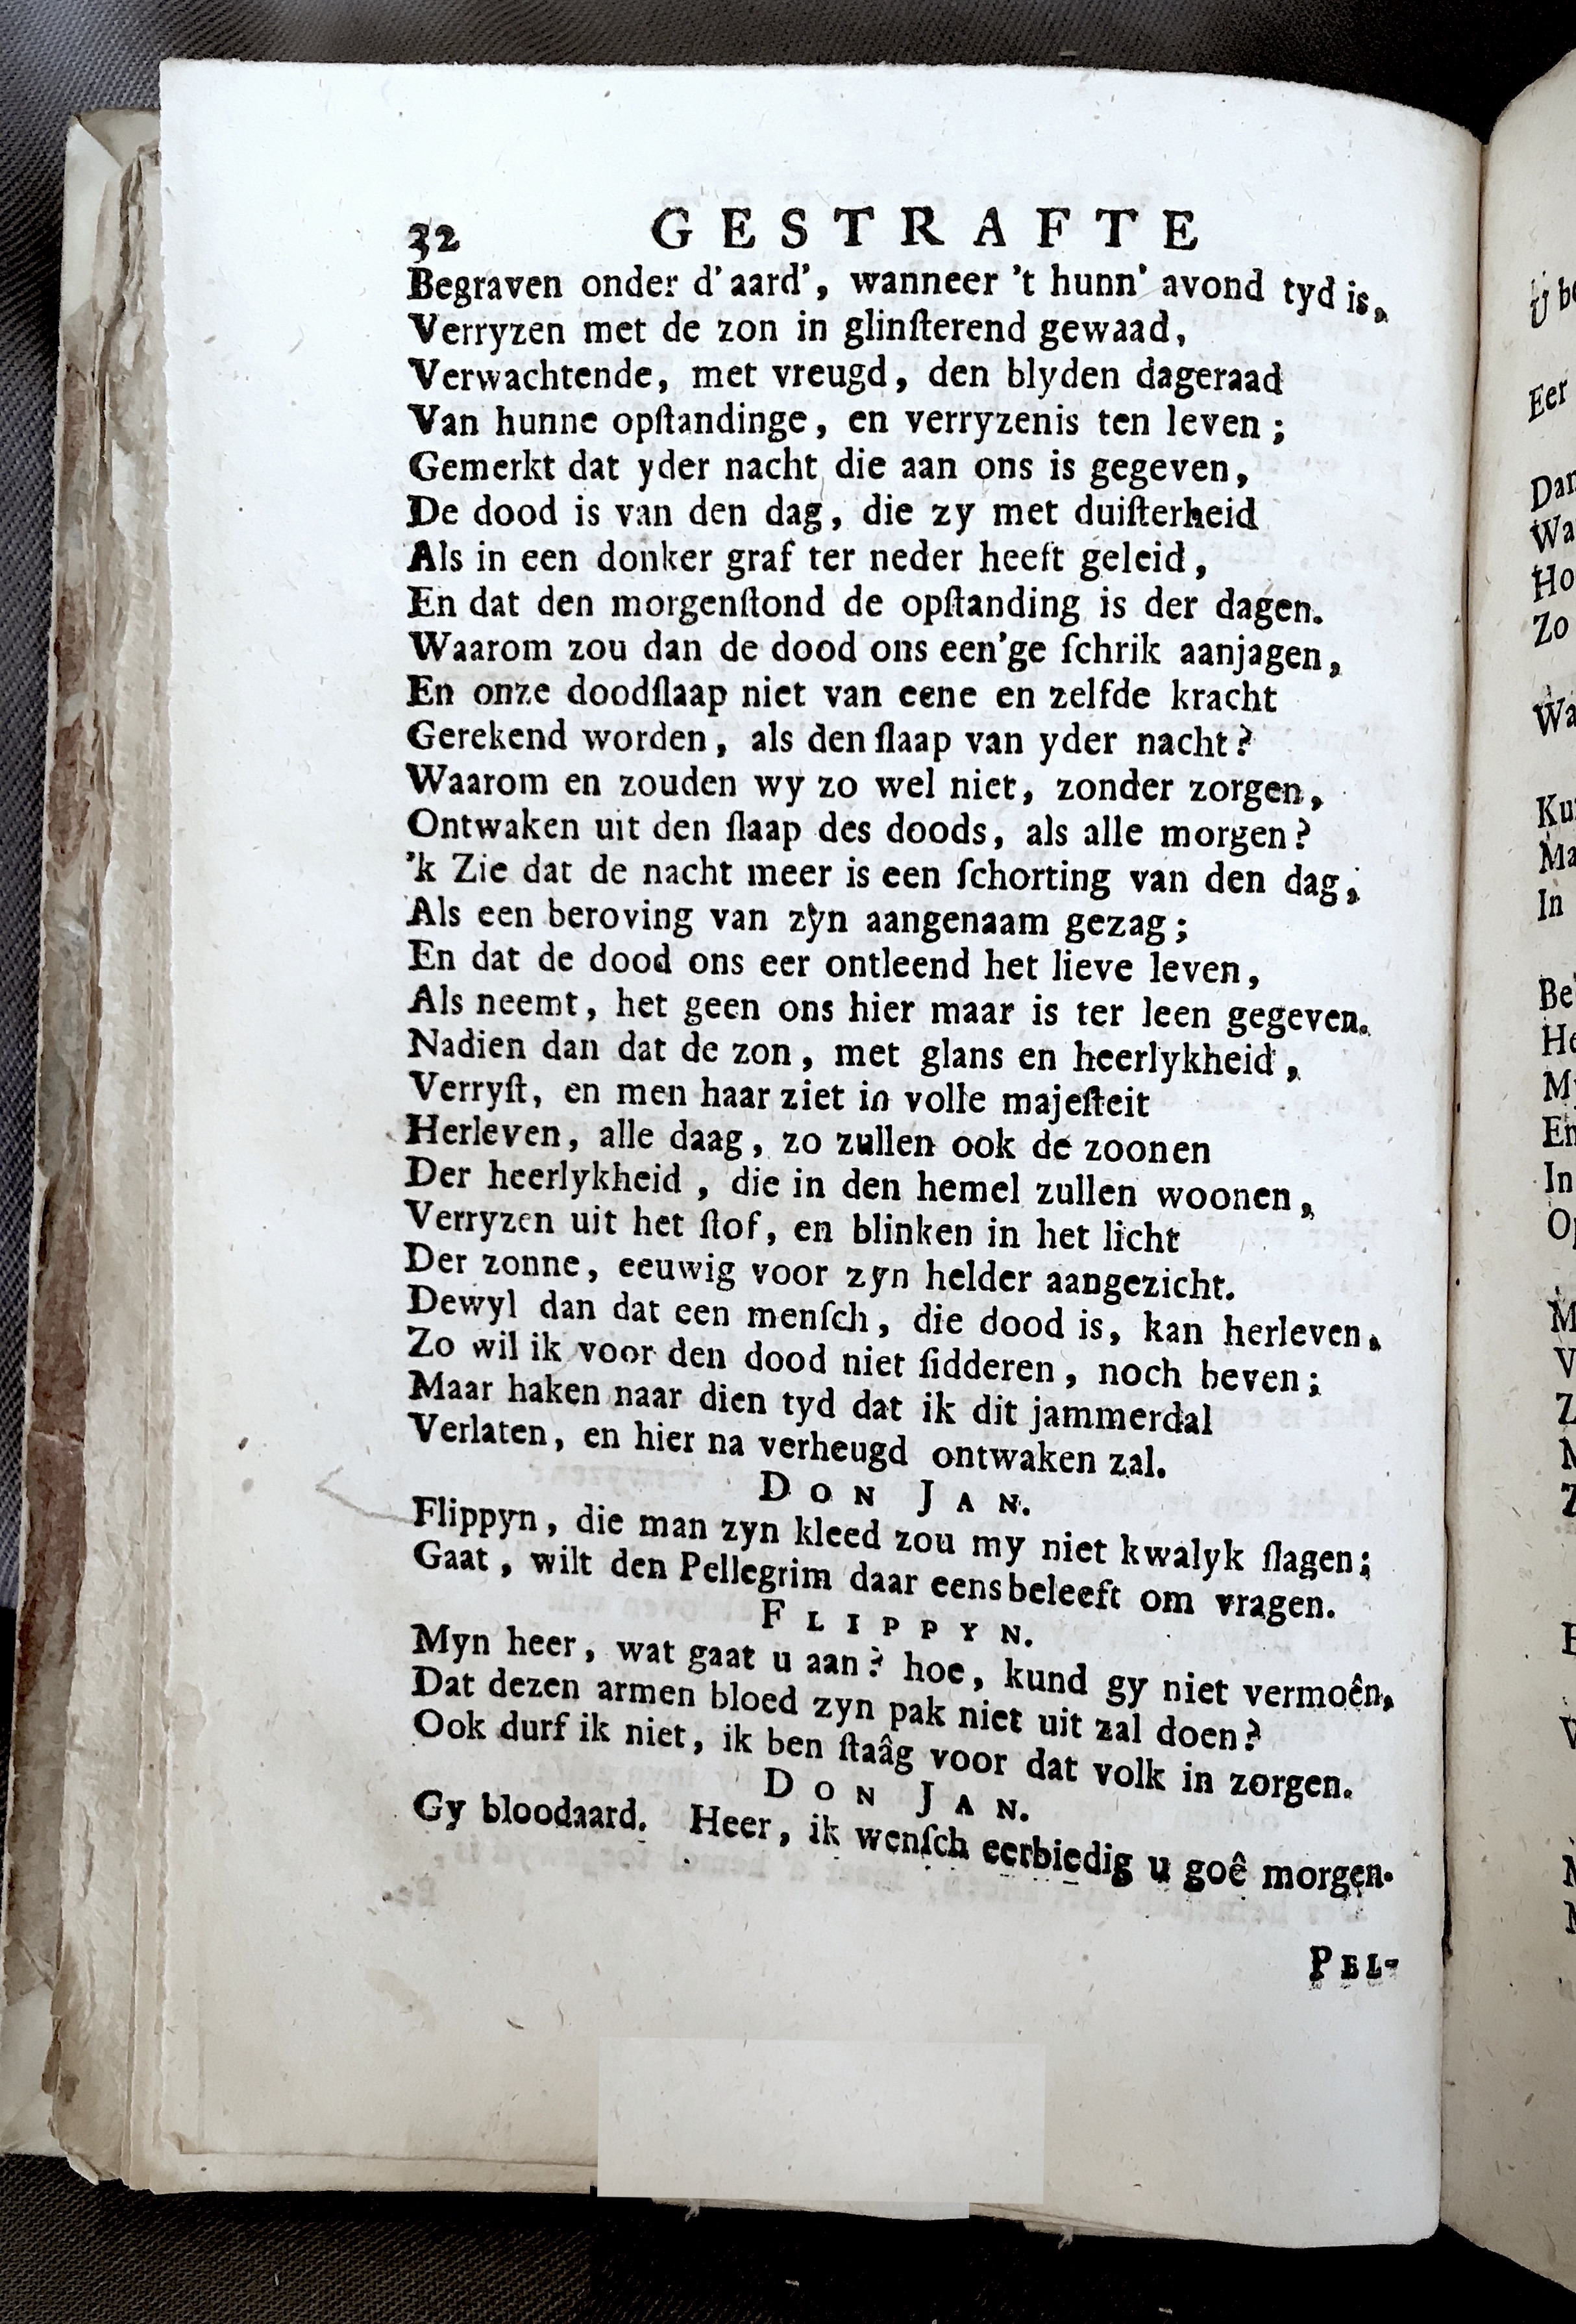 32 GESTRAFTE
Begraven onder d'aard', wanneer 't hunn' avond tyd is,
Verryzen met de zon in glinſterend gewaad,
Verwachtende, met vreugd, den blyden dageraad
Van hunne opſtandinge, en verryzenis ten leven;
Gemerkt dat yder nacht die aan ons is gegeven,
De dood is van den dag, die zy met duiſterheid
Als in een donker graf ter neder heeft geleid,
En dat den morgenſtond de opſtanding is der dagen.
Waarom zou dan de dood ons een'ge ſchrik aanjagen,
En onze doodſlaap niet van eene en zelfde kracht
Gerekend worden, als den ſlaap van yder nacht?
Waarom en zouden wy zo wel niet, zonder zorgen,
Ontwaken uit den ſlaap des doods, als alle morgen?
'k Zie dat de nacht meer is een ſchorting van den dag,
Als een beroving van zyn aangenaam gezag;
En dat de dood ons eer ontleend het lieve leven,
Als neemt, het geen ons hier maar is ter leen gegeven.
Nadien dan dat de zon, met glans en heerlykheid,
Verryſt, en men haar ziet in volle majeſteit
Herleven, alle daag, zo zullen ook de zoonen
Der heerlykheid, die in den hemel zullen woonen,
Verryzen uit het ſtof, en blinken in het licht
Der zonne, eeuwig voor zyn helder aangezicht.
Dewyl dan dat een menſch, die dood is, kan herleven,
Zo wil ik voor den dood niet ſidderen, noch beven;
Maar haken naar dien tyd dat ik dit jammerdal
Verlaten, en hier na verheugd ontwaken zal.
DON JAN.
Flippyn, die man zyn kleed zou my niet kwalyk ſlagen;
Gaat, wilt den Pellegrim daar eens beleeft om vragen.
FLIPPYN.
Myn heer, wat gaat u aan? hoe, kund gy niet vermoên,
Dat dezen armen bloed zyn pak niet uit zal doen?
Ook durf ik niet, ik ben ſtaâg voor dat volk in zorgen.
DON JAN.
Gy bloodaard. Heer, ik wenſch eerbiedig u goê morgen.
PEL-
U
Eer
Wa
Ho
Zo
Wa
In